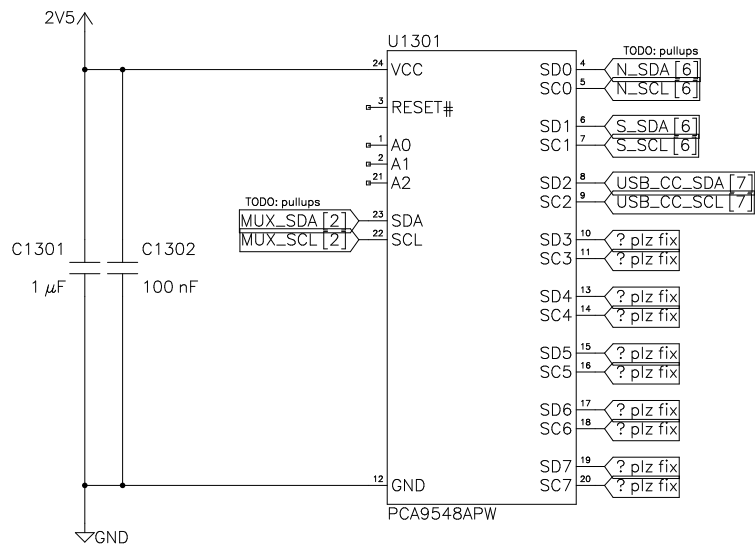 2V5
U1301
TODO: pullups
24 VCC SD0 4 N_SDA [6]
SC0 5 N_SCL [6]
3 RESET#
SD1 6 S_SDA [6]
1 A0 SC1 7 S_SCL [6]
2 A1
21 A2 SD2 8 USB_CC_SDA [7]
TODO: pullups
SC2 9 USB_CC_SCL [7]
MUX_SDA [2] 23 SDA
MUX_SCL [2] 22 SCL SD3 10 ? plz fix
C1301 C1302 SC3 11 ? plz fix
1 µF 100 nF
SD4 13 ? plz fix
SC4 14 ? plz fix
SD5 15 ? plz fix
SC5 16 ? plz fix
SD6 17 ? plz fix
SC6 18 ? plz fix
SD7 19 ? plz fix
12 GND SC7 20 ? plz fix
PCA9548APW
GND